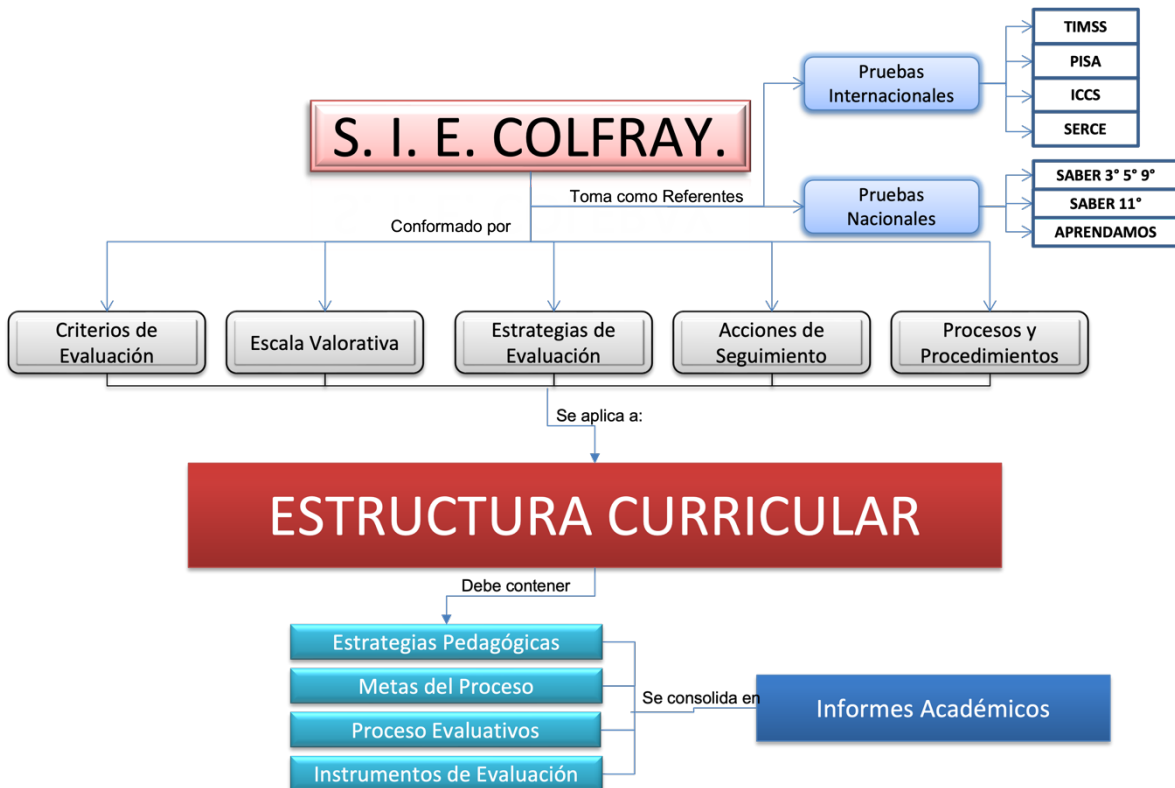 TIMSS
Pruebas
Internacionales
PISA
ICCS
SERCE
S. I. E. COLFRAY.
Toma como Referentes
Pruebas
Nacionales
SABER 3° 5° 9°
SABER 11°
APRENDAMOS
Conformado por
Criterios de
Evaluación
Escala Valorativa
Estrategias de
Evaluación
Acciones de
Seguimiento
Procesos y
Procedimientos
Se aplica a:
ESTRUCTURA CURRICULAR
Debe contener
Estrategias Pedagógicas
Metas del Proceso
Proceso Evaluativos
Instrumentos de Evaluación
Se consolida en
Informes Académicos